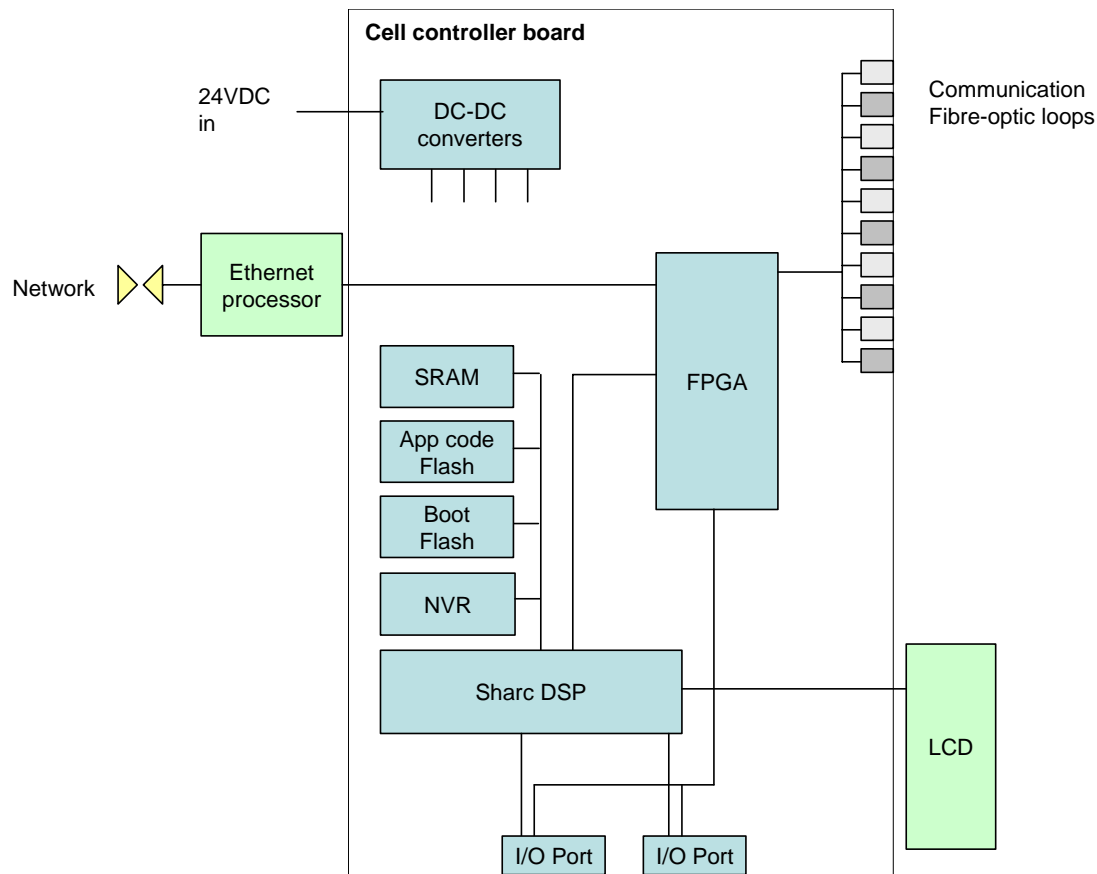 Cell controller board
24VDC
in
DC-DC
converters
Communication
Fibre-optic loops
Network
Ethernet
processor
FPGA
SRAM
App code
Flash
Boot
Flash
NVR
Sharc DSP
LCD
I/O Port
I/O Port